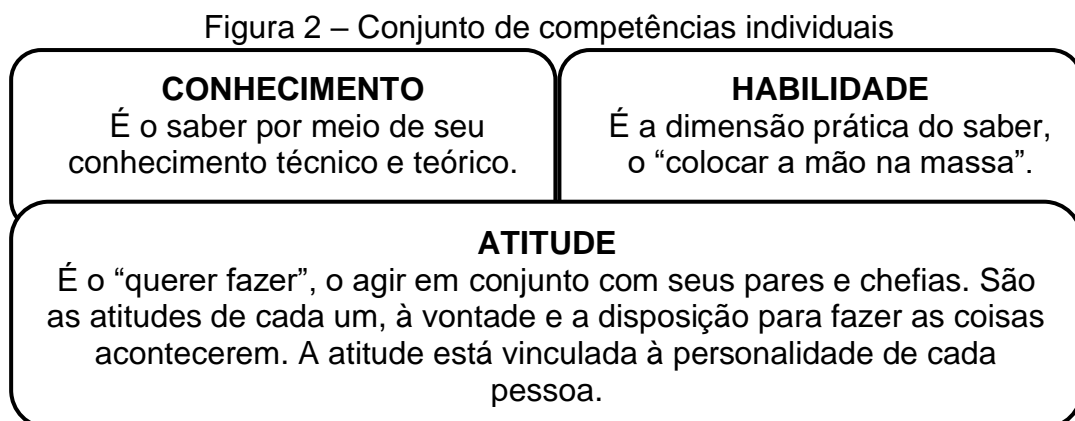 Figura 2 – Conjunto de competências individuais
CONHECIMENTO
É o saber por meio de seu
conhecimento técnico e teórico.
HABILIDADE
É a dimensão prática do saber,
o “colocar a mão na massa”.
ATITUDE
É o “querer fazer”, o agir em conjunto com seus pares e chefias. São
as atitudes de cada um, à vontade e a disposição para fazer as coisas
acontecerem. A atitude está vinculada à personalidade de cada
pessoa.